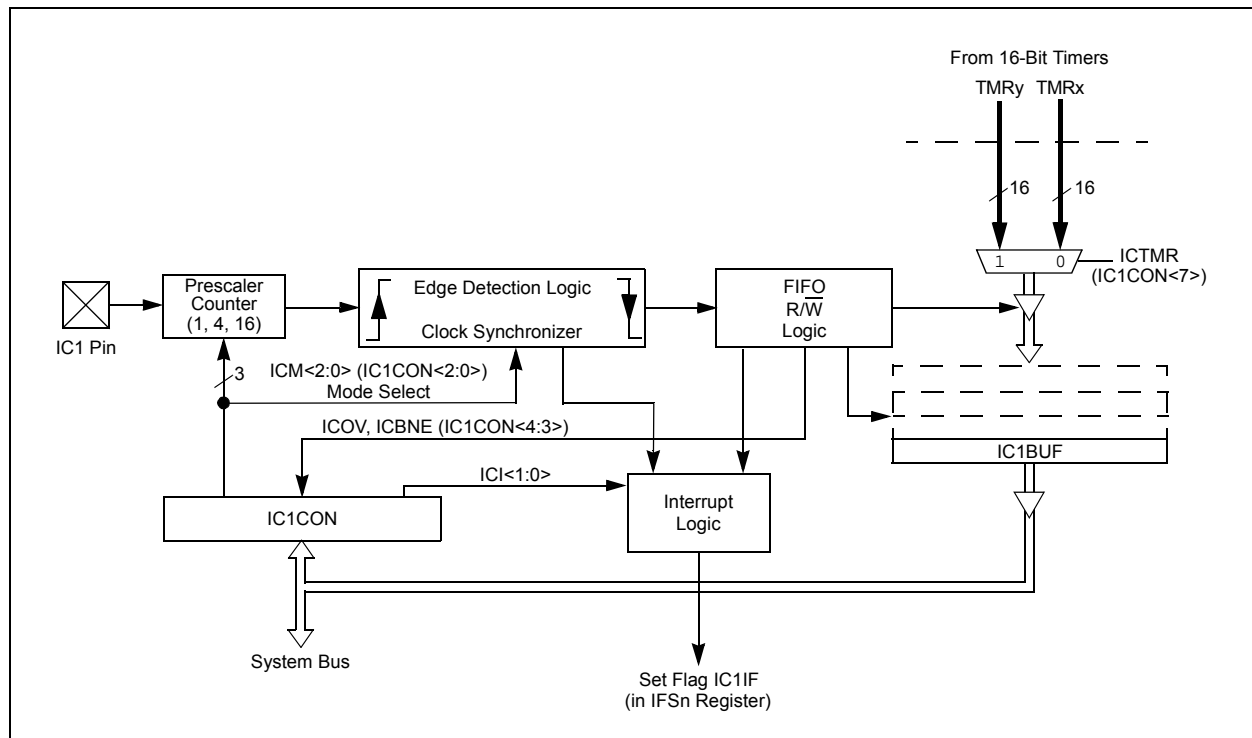 From 16-Bit Timers
TMRy TMRx
16 16
1 0
ICTMR
(IC1CON<7>)
IC1 Pin
Prescaler
Counter
(1, 4, 16)
Edge Detection Logic
Clock Synchronizer
FIFO
R/W̅
Logic
3
ICM<2:0> (IC1CON<2:0>)
Mode Select
ICOV, ICBNE (IC1CON<4:3>)
IC1BUF
ICI<1:0>
IC1CON
Interrupt
Logic
System Bus
Set Flag IC1IF
(in IFSn Register)